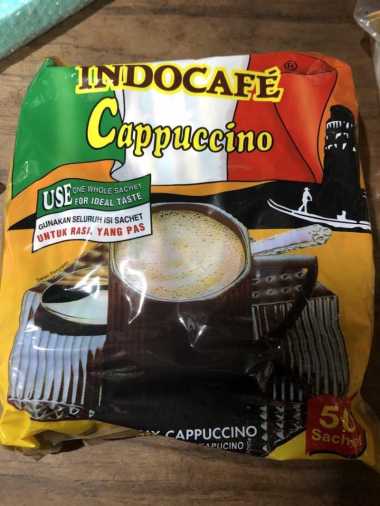 INDOCAFÉ®
Cappuccino
USE ONE WHOLE SACHET
FOR IDEAL TASTE
GUNAKAN SELURUH ISI SACHET
UNTUK RASA YANG PAS
CAPPUCCINO
50
Sachet